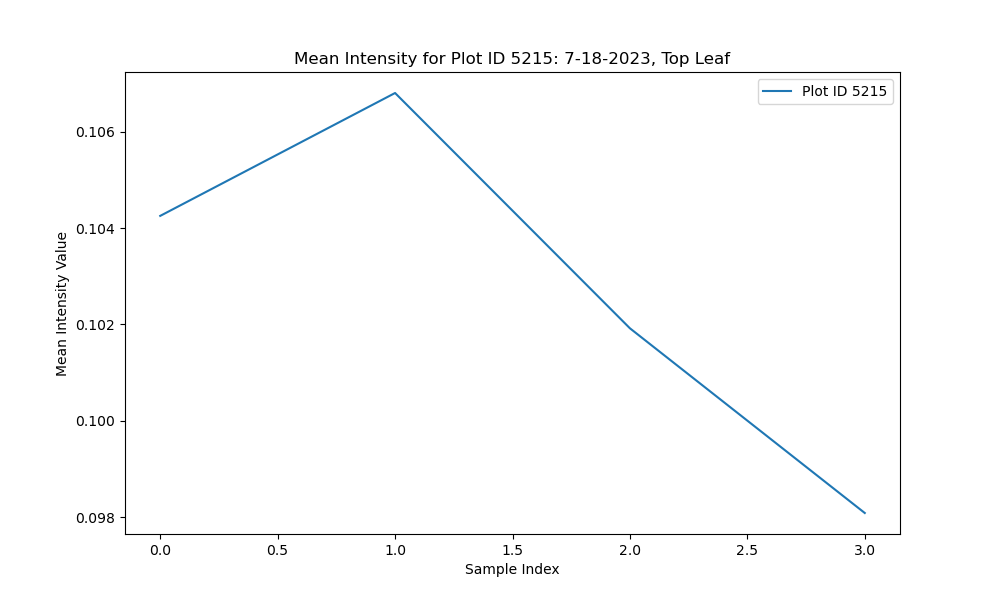 Mean Intensity for Plot ID 5215: 7-18-2023, Top Leaf
Plot ID 5215
0.106
0.104
0.102
0.100
0.098
Mean Intensity Value
0.0 0.5 1.0 1.5 2.0 2.5 3.0
Sample Index